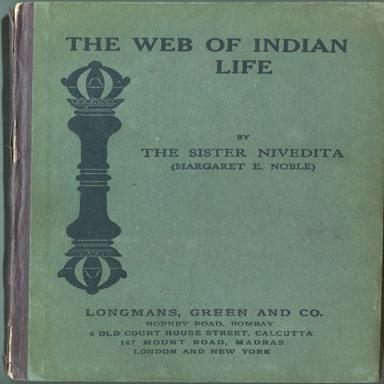 THE WEB OF INDIAN
LIFE
BY
THE SISTER NIVEDITA
(MARGARET E. NOBLE)
LONGMANS, GREEN AND CO.
HORNBY ROAD, BOMBAY
6 OLD COURT HOUSE STREET, CALCUTTA
167 MOUNT ROAD, MADRAS
LONDON AND NEW YORK